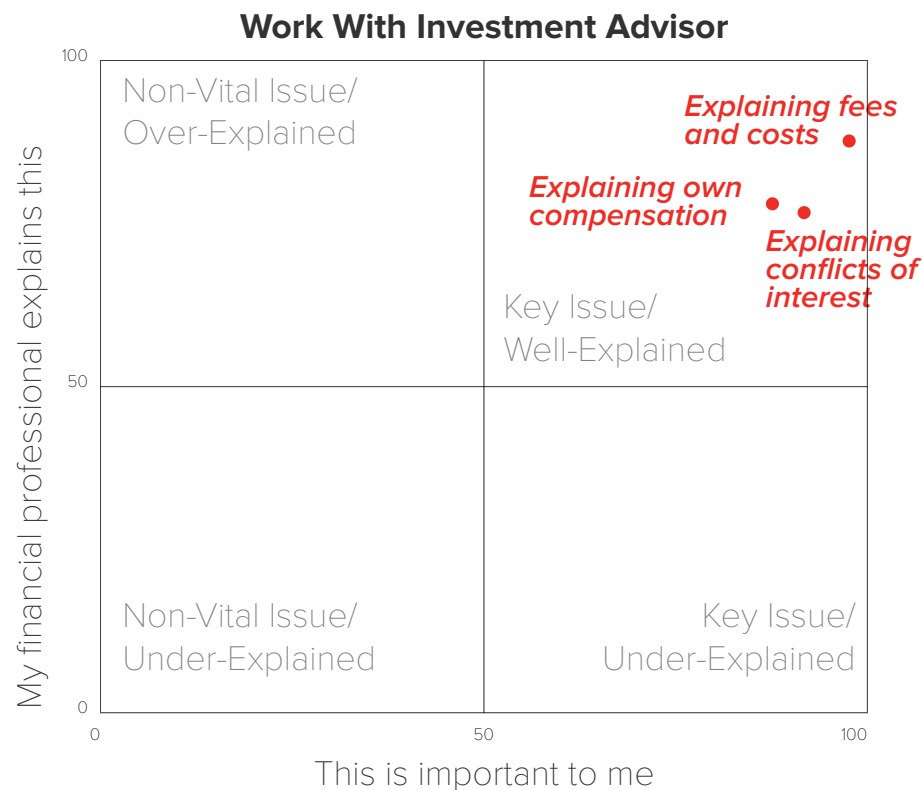 Work With Investment Advisor
My financial professional explains this
100
50
0
Non-Vital Issue/
Over-Explained
Explaining fees
and costs
Explaining own
compensation
Explaining
conflicts of
interest
Key Issue/
Well-Explained
Non-Vital Issue/
Under-Explained
Key Issue/
Under-Explained
0
50
100
This is important to me